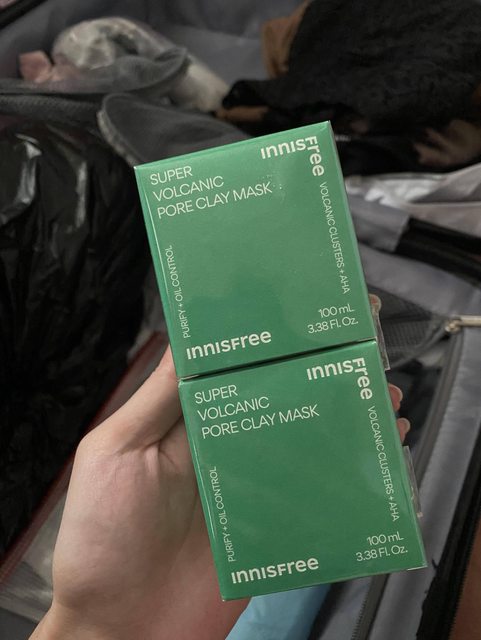 SUPER
VOLCANIC
PORE CLAY MASK
INNISFree
VOLCANIC CLUSTERS + AHA
PURIFY + OIL CONTROL
100 mL
3.38 Fl. Oz.
INNISFree
SUPER
VOLCANIC
PORE CLAY MASK
INNISFree
VOLCANIC CLUSTERS + AHA
PURIFY + OIL CONTROL
100 mL
3.38 Fl. Oz.
INNISFree